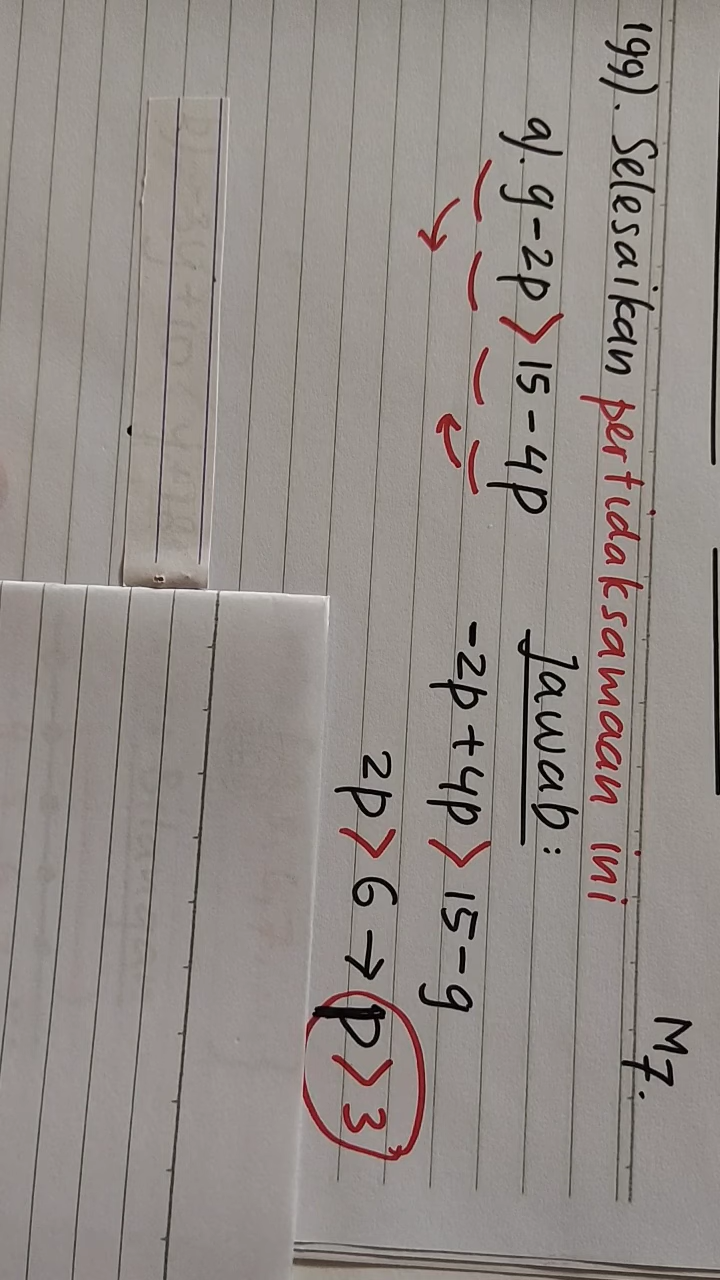 M7.
199). Selesaikan pertidaksamaan ini
a). 9-2p > 15-4p
Jawab:
-2p+4p > 15-9
2p > 6 → p > 3